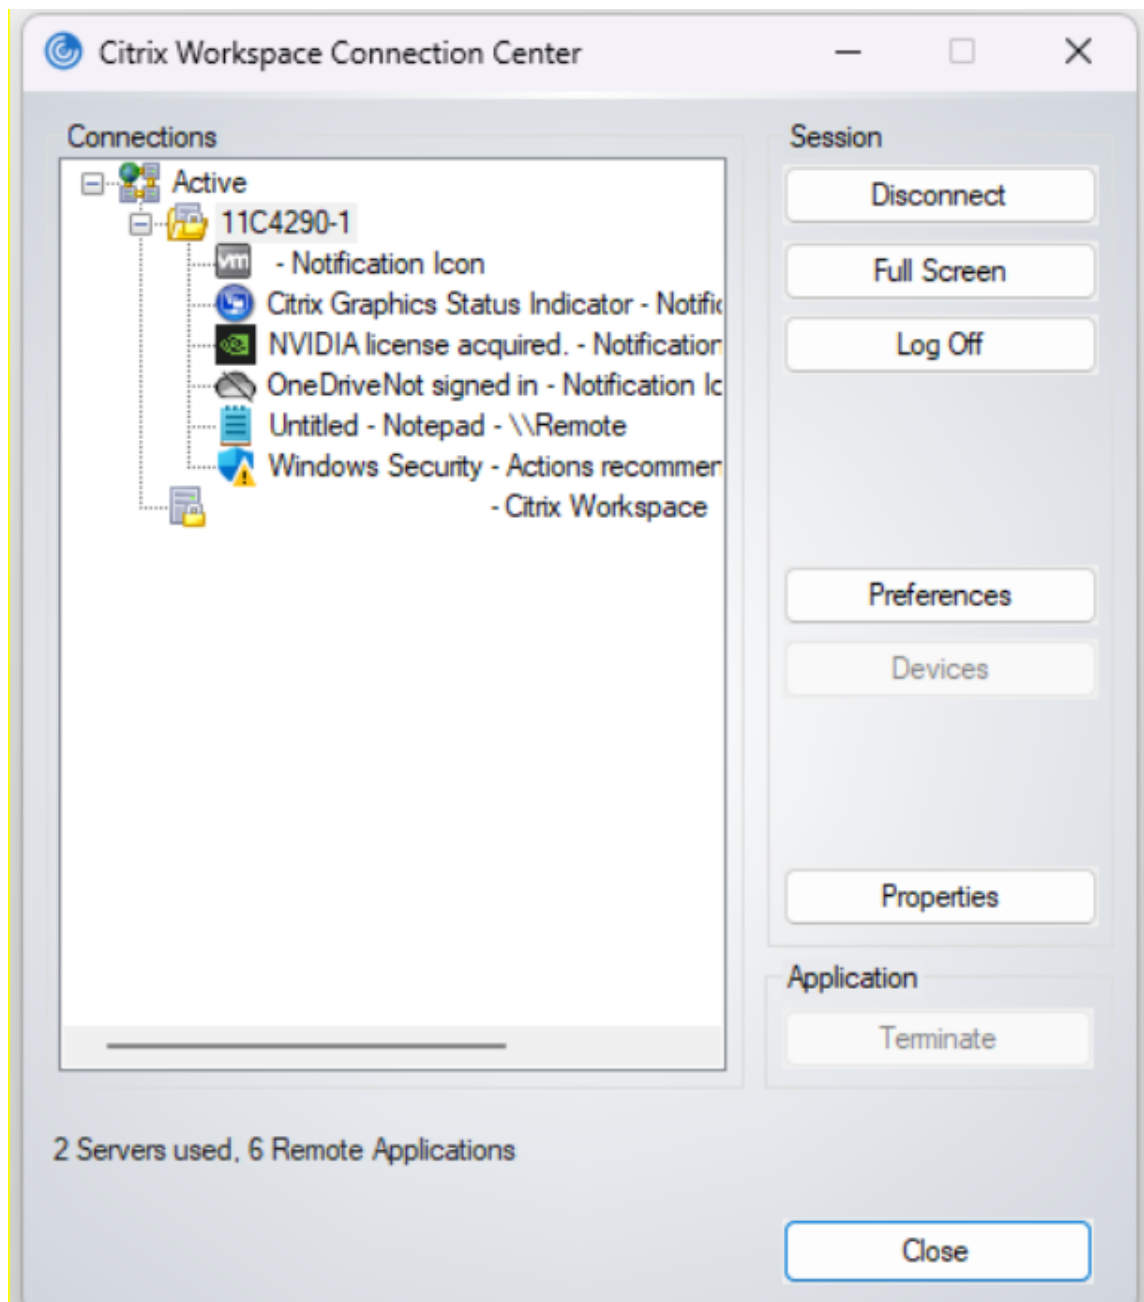 Citrix Workspace Connection Center
Connections
Active
11C4290-1
vm - Notification Icon
Citrix Graphics Status Indicator - Notific
NVIDIA license acquired. - Notification
OneDriveNot signed in - Notification Ic
Untitled - Notepad - \\Remote
Windows Security - Actions recommen
- Citrix Workspace
Session
Disconnect
Full Screen
Log Off
Preferences
Devices
Properties
Application
Terminate
2 Servers used, 6 Remote Applications
Close